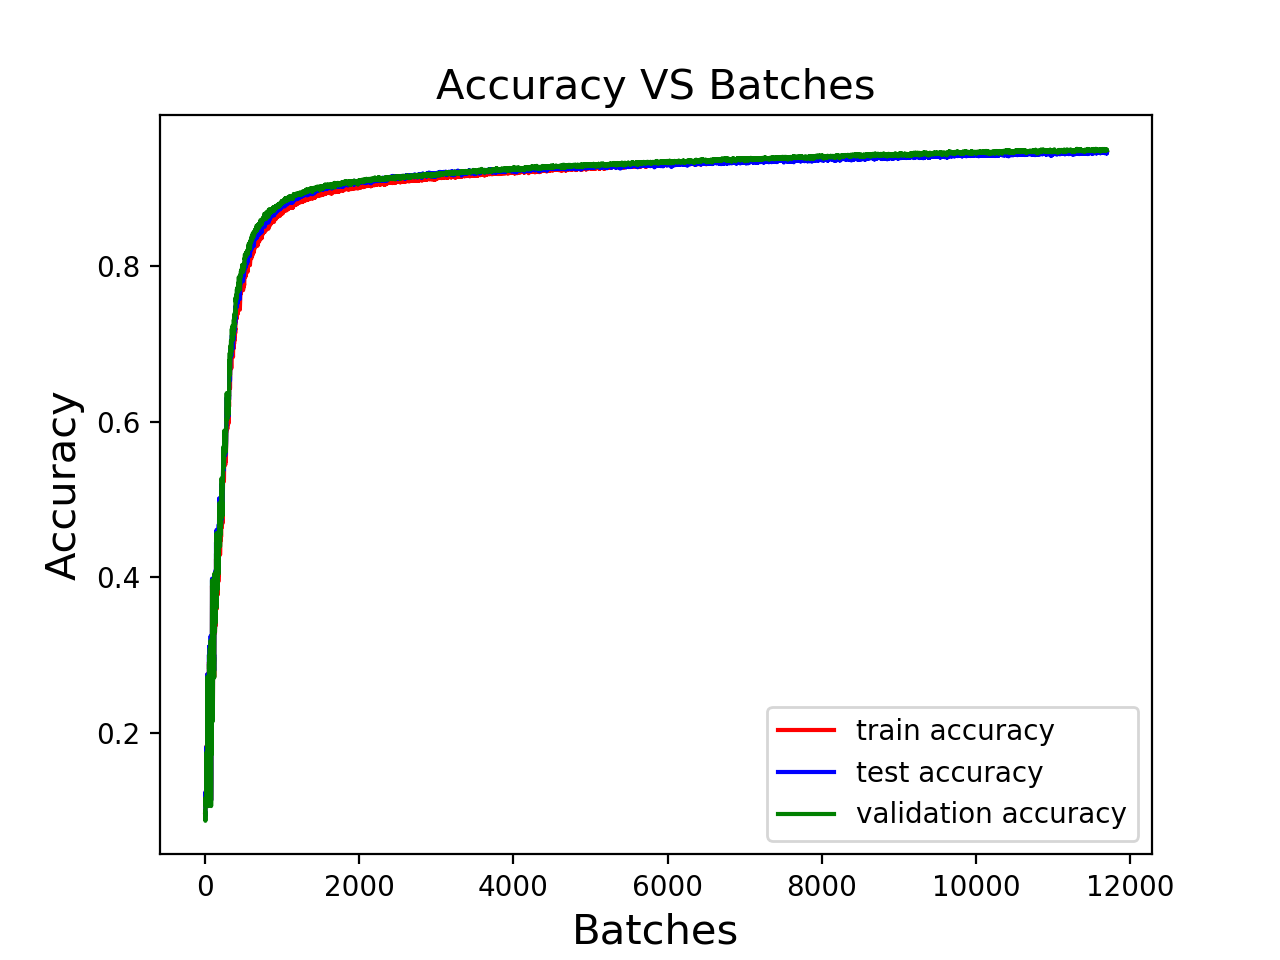 Accuracy VS Batches
Accuracy
0.8
0.6
0.4
0.2
train accuracy
test accuracy
validation accuracy
0 2000 4000 6000 8000 10000 12000
Batches